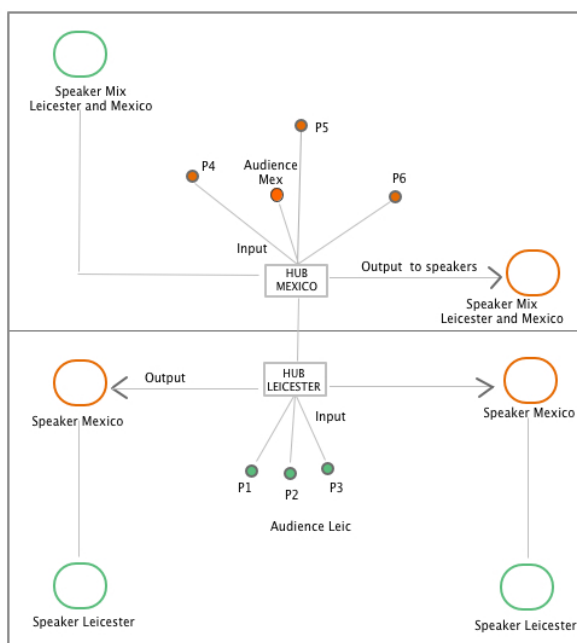 Speaker Mix
Leicester and Mexico
P5
P4
Audience
Mex
P6
Input
HUB
MEXICO
Output to speakers
Speaker Mix
Leicester and Mexico
HUB
LEICESTER
Output
Speaker Mexico
Input
Speaker Mexico
P1
P2
P3
Audience Leic
Speaker Leicester
Speaker Leicester